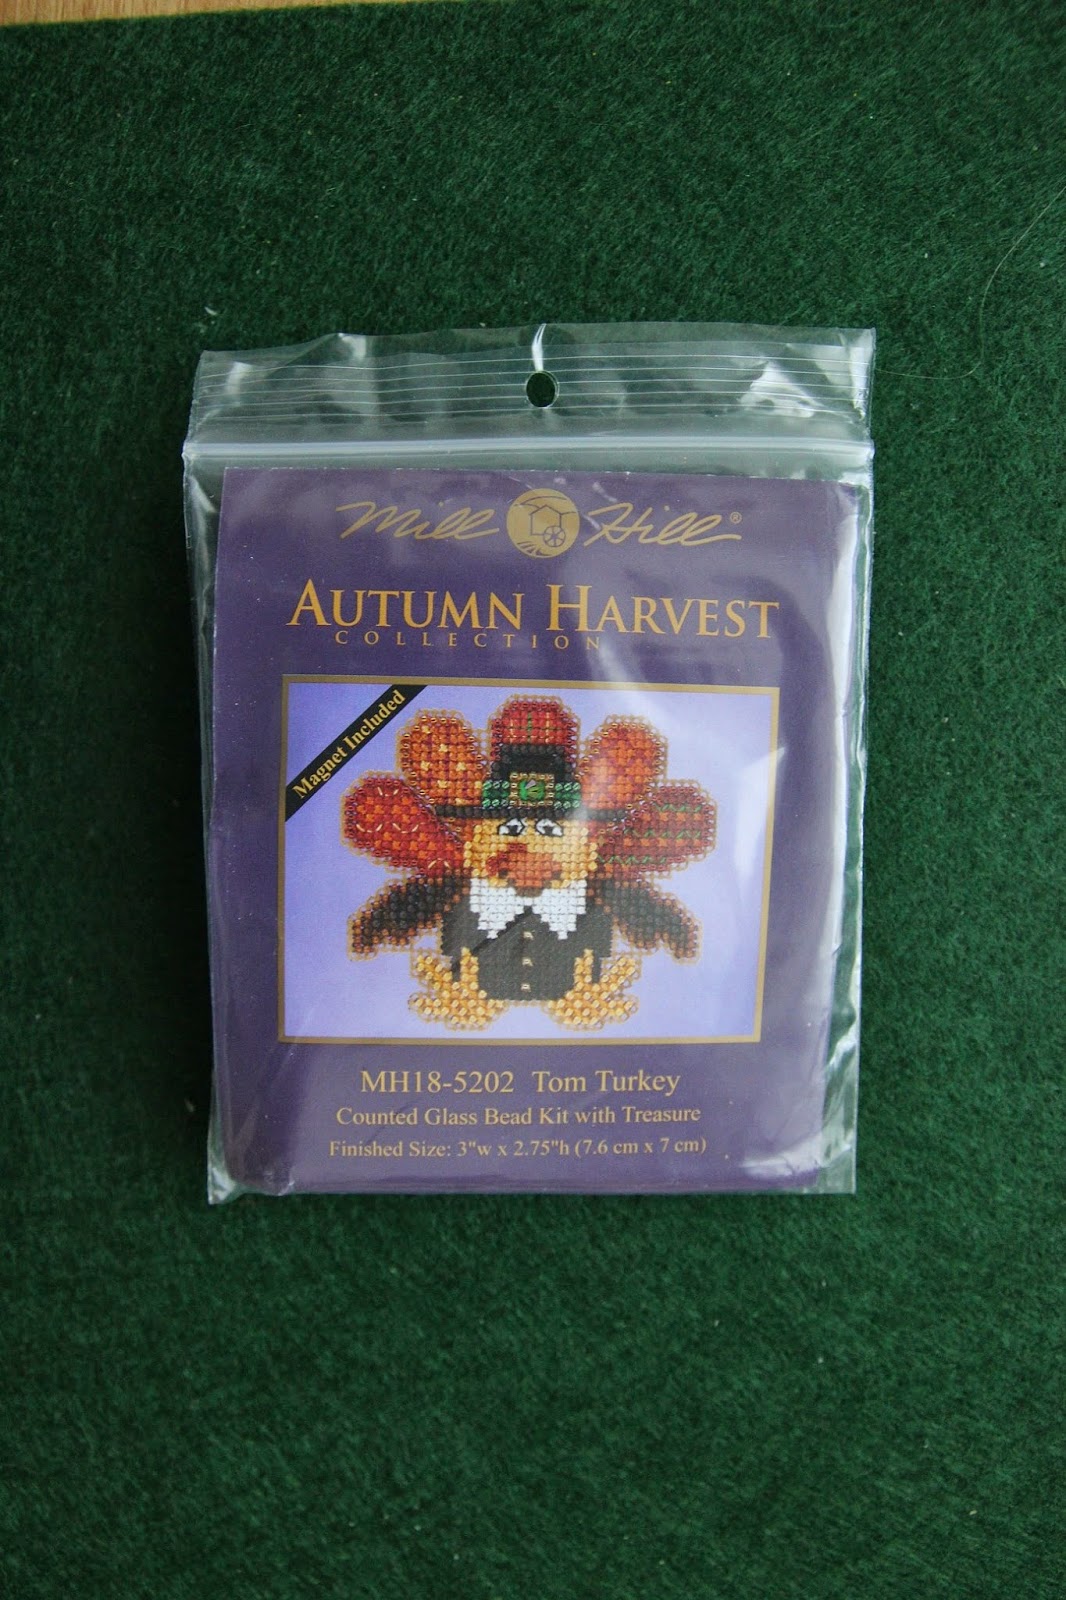 Mill Hill®
AUTUMN HARVEST
COLLECTION
Magnet Included
MH18-5202 Tom Turkey
Counted Glass Bead Kit with Treasure
Finished Size: 3"w x 2.75"h (7.6 cm x 7 cm)